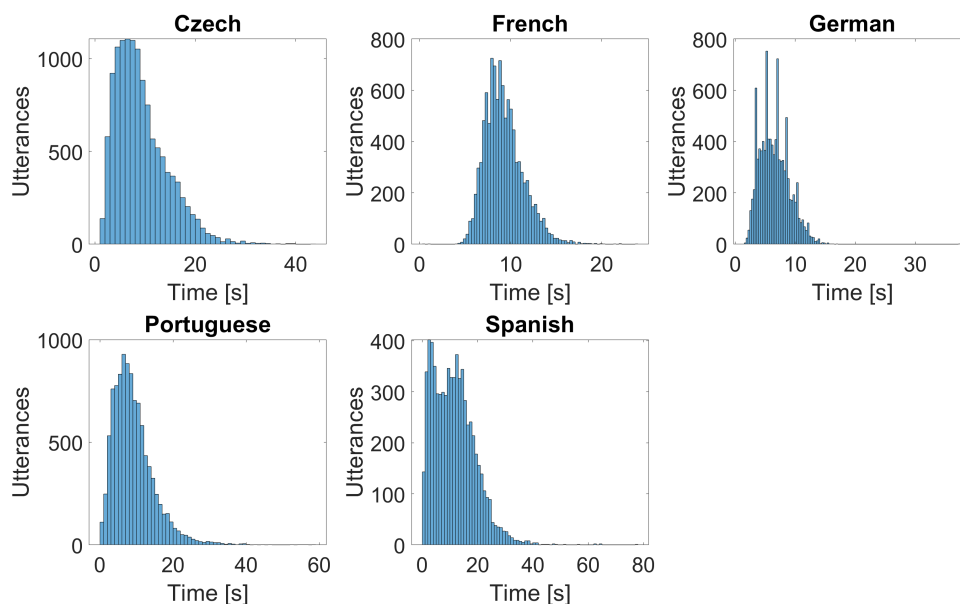 Czech
1000
500
0
Utterances
0 20 40
Time [s]
French
800
600
400
200
0
Utterances
0 10 20
Time [s]
German
800
600
400
200
0
Utterances
0 10 20 30
Time [s]
Portuguese
1000
500
0
Utterances
0 20 40 60
Time [s]
Spanish
400
300
200
100
0
Utterances
0 20 40 60 80
Time [s]